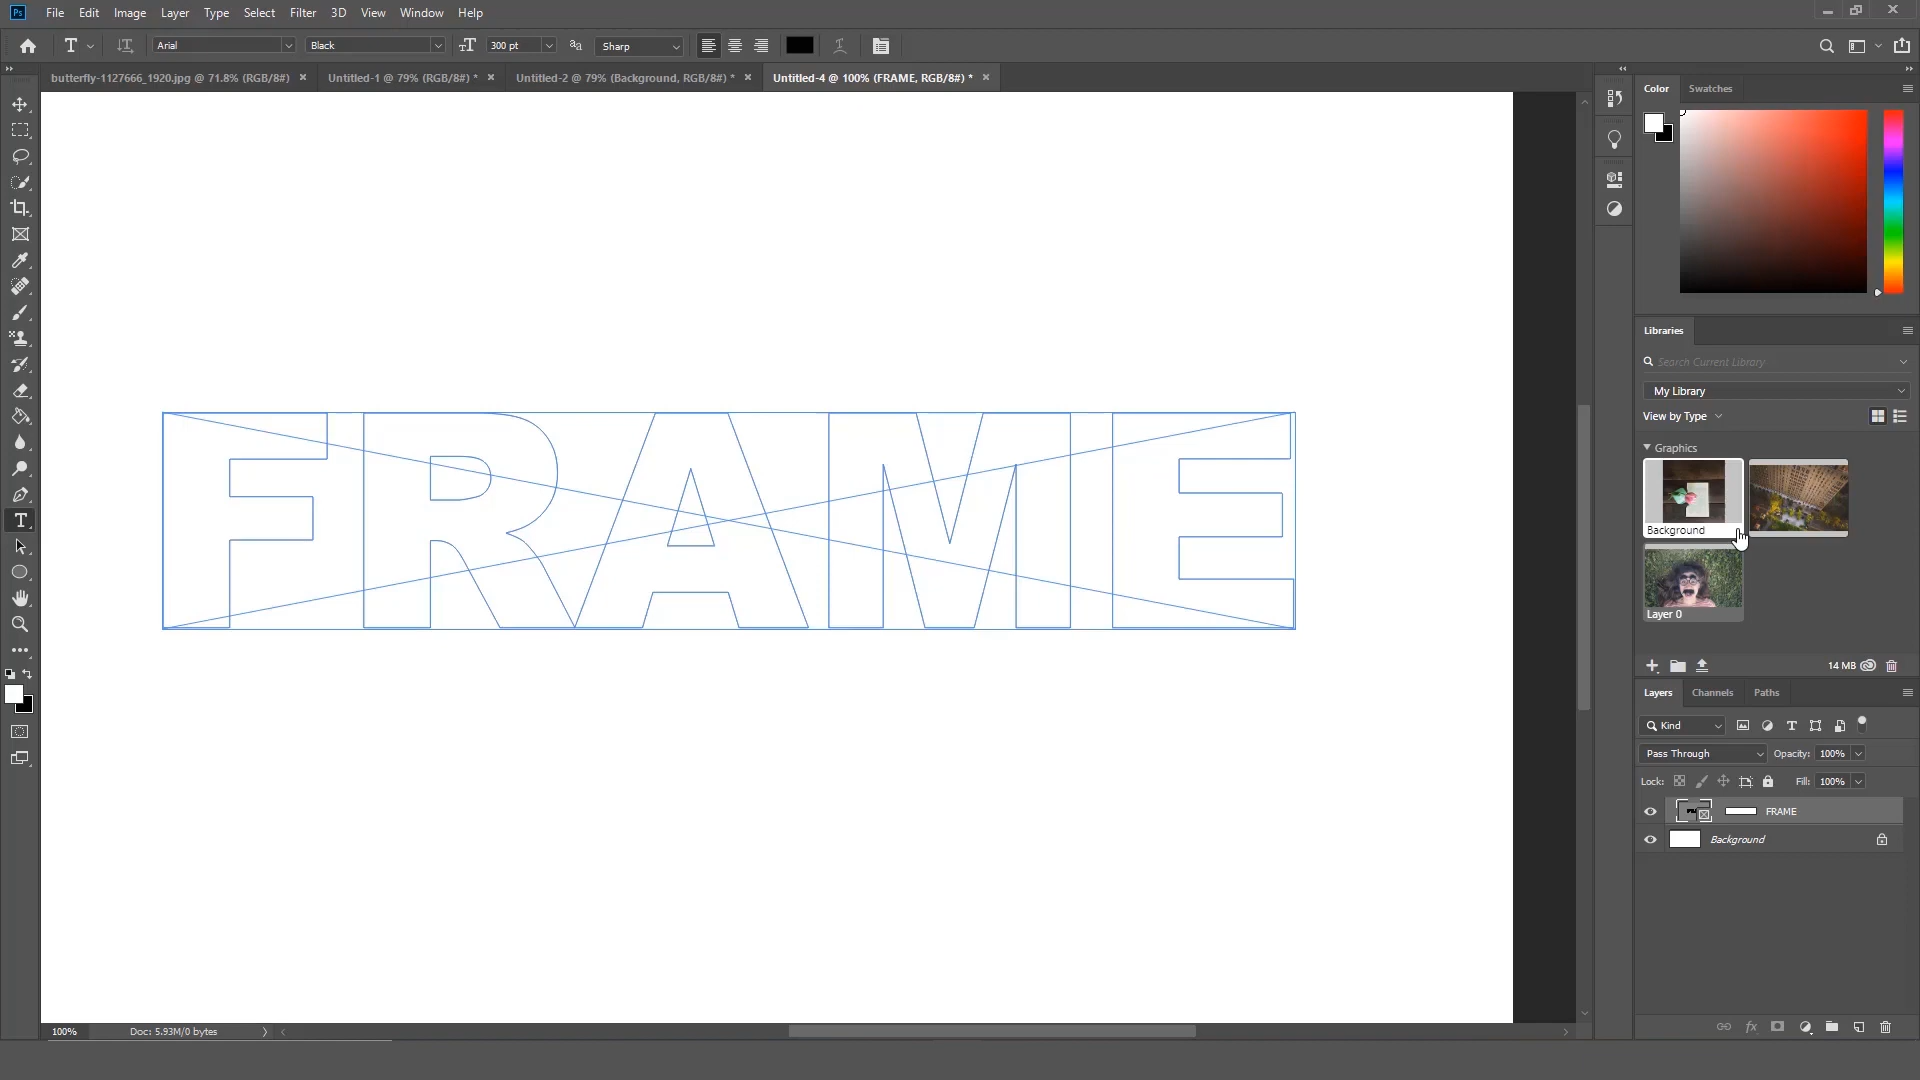 Ps File Edit Image Layer Type Select Filter 3D View Window Help
Arial Black 300 pt Sharp
butterfly-1127666_1920.jpg @ 71.8% (RGB/8#) Untitled-1 @ 79% (RGB/8#) * Untitled-2 @ 79% (Background, RGB/8#) * Untitled-4 @ 100% (FRAME, RGB/8#) *
Color Swatches
Libraries
Search Current Library
My Library
View by Type
Graphics
FRAME
Background
Layer 0
14 MB
Layers Channels Paths
Kind
Pass Through Opacity: 100%
Lock: Fill: 100%
FRAME
Background
100% Doc: 5.93M/0 bytes